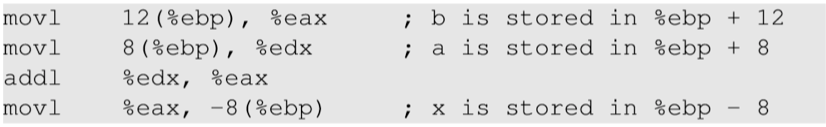 movl    12(%ebp), %eax    ; b is stored in %ebp + 12
movl    8(%ebp), %edx    ; a is stored in %ebp + 8
addl    %edx, %eax
movl    %eax, -8(%ebp)    ; x is stored in %ebp - 8